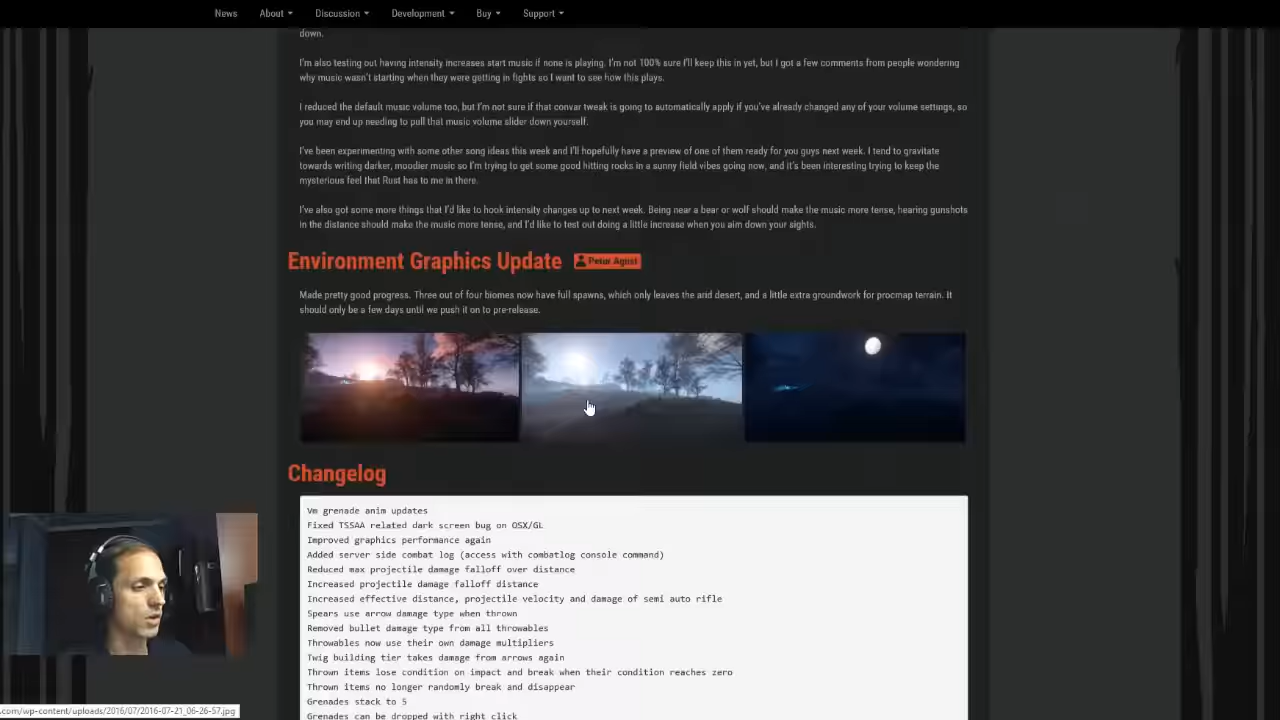 News About Discussion Development Buy Support
down.
I'm also testing out having intensity increases start music if none is playing. I'm not 100% sure I'll keep this in yet, but I got a few comments from people wondering
why music wasn't starting when they were getting in fights so I want to see how this plays.
I reduced the default music volume too, but I'm not sure if that convar tweak is going to automatically apply if you've already changed any of your volume settings, so
you may end up needing to pull that music volume slider down yourself.
I've been experimenting with some other song ideas this week and I'll hopefully have a preview of one of them ready for you guys next week. I tend to gravitate
towards writing darker, moodier music so I'm trying to get some good hitting rocks in a sunny field vibes going now, and it's been interesting trying to keep the
mysterious feel that Rust has to me in there.
I've also got some more things that I'd like to hook intensity changes up to next week. Being near a bear or wolf should make the music more tense, hearing gunshots
in the distance should make the music more tense, and I'd like to test out doing a little increase when you aim down your sights.
Environment Graphics Update Petur Agust
Made pretty good progress. Three out of four biomes now have full spawns, which only leaves the arid desert, and a little extra groundwork for procmap terrain. It
should only be a few days until we push it on to pre-release.
Changelog
Vm grenade anim updates
Fixed TSSAA related dark screen bug on OSX/GL
Improved graphics performance again
Added server side combat log (access with combatlog console command)
Reduced max projectile damage falloff over distance
Increased projectile damage falloff distance
Increased effective distance, projectile velocity and damage of semi auto rifle
Spears use arrow damage type when thrown
Removed bullet damage type from all throwables
Throwables now use their own damage multipliers
Twig building tier takes damage from arrows again
Thrown items lose condition on impact and break when their condition reaches zero
Thrown items no longer randomly break and disappear
Grenades stack to 5
Grenades can be dropped with right click
.com/wp-content/uploads/2016/07/2016-07-21_06-26-57.jpg